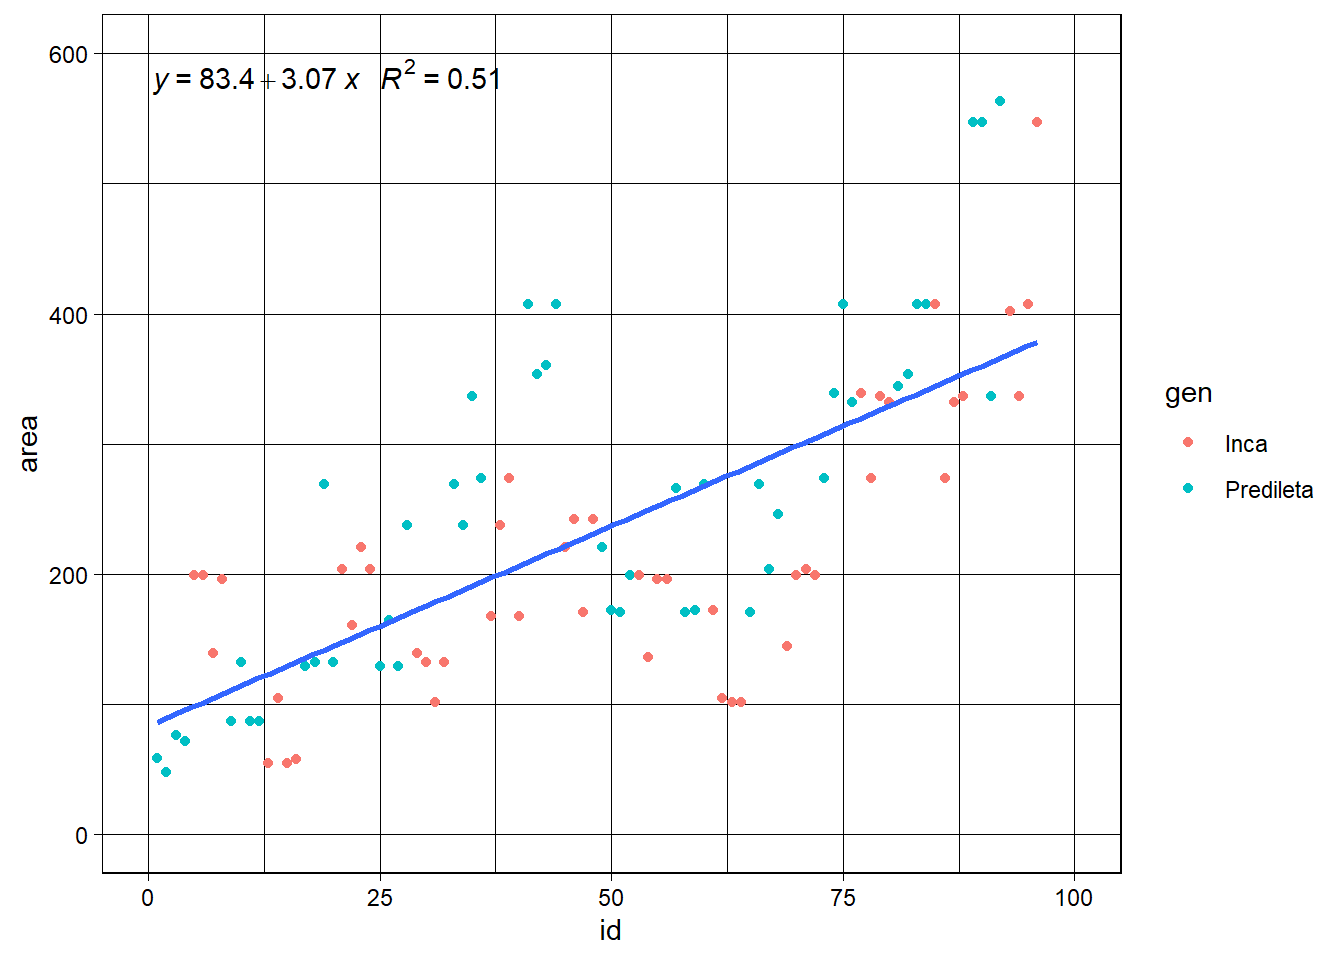 600
y = 83.4 + 3.07 x R² = 0.51
400
200
0
0 25 50 75 100
id
area
gen
Inca
Predileta